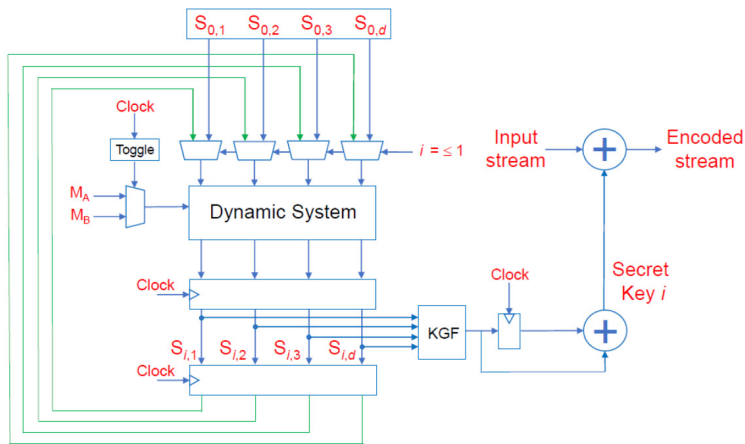 S0,1 S0,2 S0,3 S0,d
Clock
Toggle
i = ≤ 1
Input
stream
Encoded
stream
MA
MB
Dynamic System
Clock
Clock
Secret
Key i
KGF
Si,1 Si,2 Si,3 Si,d
Clock